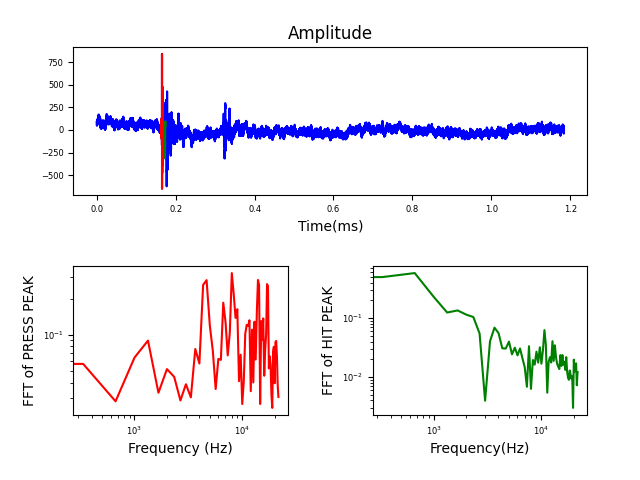 Amplitude
750
500
250
0
−250
−500
0.0 0.2 0.4 0.6 0.8 1.0 1.2
Time(ms)
FFT of PRESS PEAK
10⁻¹
10³ 10⁴
Frequency (Hz)
FFT of HIT PEAK
10⁻¹
10⁻²
10³ 10⁴
Frequency(Hz)